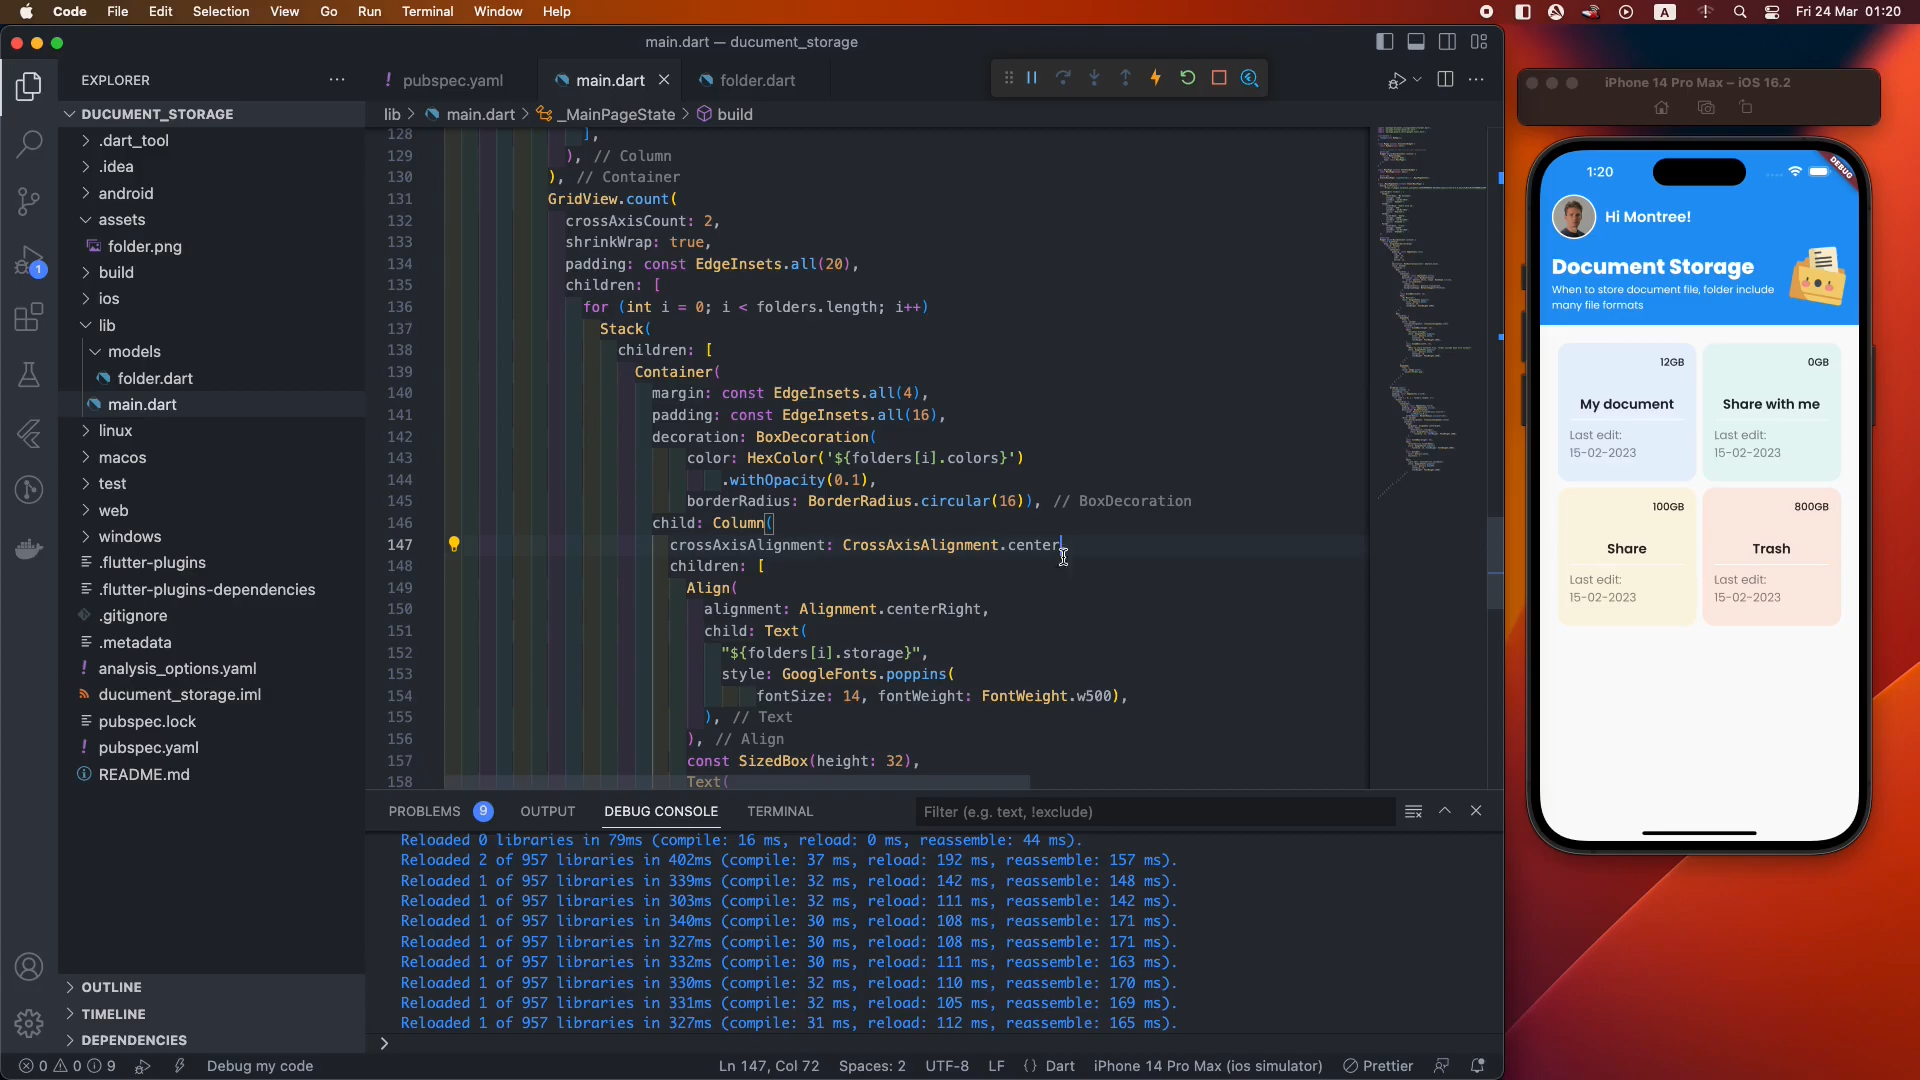 Code File Edit Selection View Go Run Terminal Window Help
A Fri 24 Mar 01:20
main.dart — ducument_storage
EXPLORER
DUCUMENT_STORAGE
.dart_tool
.idea
android
assets
folder.png
build
ios
lib
models
folder.dart
main.dart
linux
macos
test
web
windows
.flutter-plugins
.flutter-plugins-dependencies
.gitignore
.metadata
analysis_options.yaml
ducument_storage.iml
pubspec.lock
pubspec.yaml
README.md
OUTLINE
TIMELINE
DEPENDENCIES
1
pubspec.yaml main.dart folder.dart
lib > main.dart > _MainPageState > build
128 ],
129 ), // Column
130 ), // Container
131 GridView.count(
132 crossAxisCount: 2,
133 shrinkWrap: true,
134 padding: const EdgeInsets.all(20),
135 children: [
136 for (int i = 0; i < folders.length; i++)
137 Stack(
138 children: [
139 Container(
140 margin: const EdgeInsets.all(4),
141 padding: const EdgeInsets.all(16),
142 decoration: BoxDecoration(
143 color: HexColor('${folders[i].colors}')
144 .withOpacity(0.1),
145 borderRadius: BorderRadius.circular(16)), // BoxDecoration
146 child: Column(
147 crossAxisAlignment: CrossAxisAlignment.center
148 children: [
149 Align(
150 alignment: Alignment.centerRight,
151 child: Text(
152 "${folders[i].storage}",
153 style: GoogleFonts.poppins(
154 fontSize: 14, fontWeight: FontWeight.w500),
155 ), // Text
156 ), // Align
157 const SizedBox(height: 32),
158 Text(
PROBLEMS 9 OUTPUT DEBUG CONSOLE TERMINAL Filter (e.g. text, !exclude)
Reloaded 0 libraries in 79ms (compile: 16 ms, reload: 0 ms, reassemble: 44 ms).
Reloaded 2 of 957 libraries in 402ms (compile: 37 ms, reload: 192 ms, reassemble: 157 ms).
Reloaded 1 of 957 libraries in 339ms (compile: 32 ms, reload: 142 ms, reassemble: 148 ms).
Reloaded 1 of 957 libraries in 303ms (compile: 32 ms, reload: 111 ms, reassemble: 142 ms).
Reloaded 1 of 957 libraries in 340ms (compile: 30 ms, reload: 108 ms, reassemble: 171 ms).
Reloaded 1 of 957 libraries in 327ms (compile: 30 ms, reload: 108 ms, reassemble: 171 ms).
Reloaded 1 of 957 libraries in 332ms (compile: 30 ms, reload: 111 ms, reassemble: 163 ms).
Reloaded 1 of 957 libraries in 330ms (compile: 32 ms, reload: 110 ms, reassemble: 170 ms).
Reloaded 1 of 957 libraries in 331ms (compile: 32 ms, reload: 105 ms, reassemble: 169 ms).
Reloaded 1 of 957 libraries in 327ms (compile: 31 ms, reload: 112 ms, reassemble: 165 ms).
0 0 9 Debug my code Ln 147, Col 72 Spaces: 2 UTF-8 LF {} Dart iPhone 14 Pro Max (ios simulator) Prettier
iPhone 14 Pro Max – iOS 16.2
1:20
DEBUG
Hi Montree!
Document Storage
When to store document file, folder include
many file formats
12GB
My document
Last edit:
15-02-2023
0GB
Share with me
Last edit:
15-02-2023
100GB
Share
Last edit:
15-02-2023
800GB
Trash
Last edit:
15-02-2023